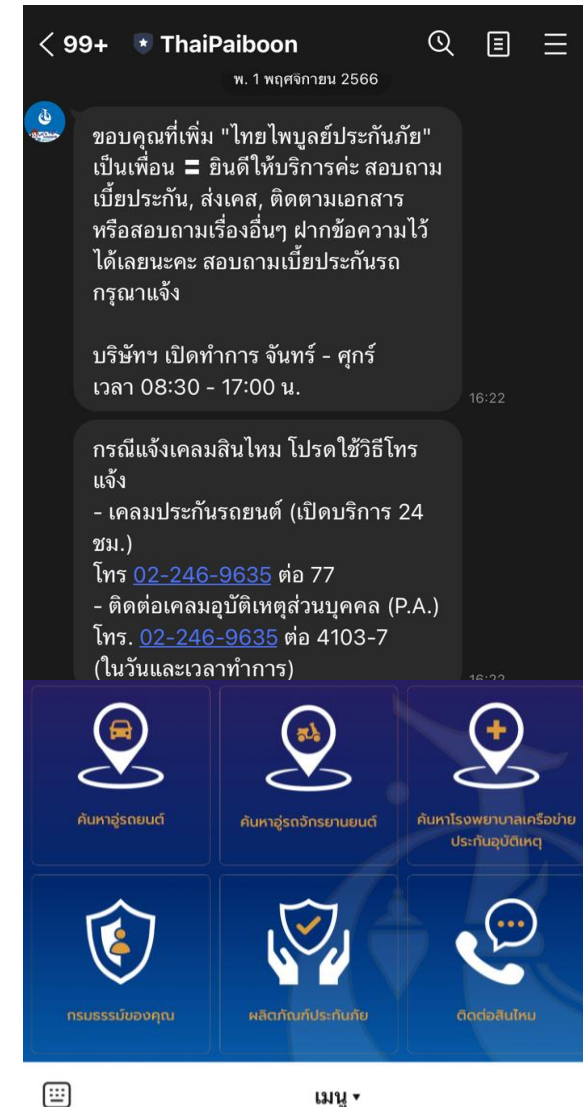 99+ ThaiPaiboon
พ. 1 พฤศจิกายน 2566
ขอบคุณที่เพิ่ม "ไทยไพบูลย์ประกันภัย"
เป็นเพื่อน 〓 ยินดีให้บริการค่ะ สอบถาม
เบี้ยประกัน, ส่งเคส, ติดตามเอกสาร
หรือสอบถามเรื่องอื่นๆ ฝากข้อความไว้
ได้เลยนะคะ สอบถามเบี้ยประกันรถ
กรุณาแจ้ง
บริษัทฯ เปิดทำการ จันทร์ - ศุกร์
เวลา 08:30 - 17:00 น.
16:22
กรณีแจ้งเคลมสินไหม โปรดใช้วิธีโทร
แจ้ง
- เคลมประกันรถยนต์ (เปิดบริการ 24
ชม.)
โทร 02-246-9635 ต่อ 77
- ติดต่อเคลมอุบัติเหตุส่วนบุคคล (P.A.)
โทร. 02-246-9635 ต่อ 4103-7
(ในวันและเวลาทำการ)
16:22
ค้นหาอู่รถยนต์
ค้นหาอู่รถจักรยานยนต์
ค้นหาโรงพยาบาลเครือข่าย
ประกันอุบัติเหตุ
กรมธรรม์ของคุณ
ผลิตภัณฑ์ประกันภัย
ติดต่อสินไหม
เมนู